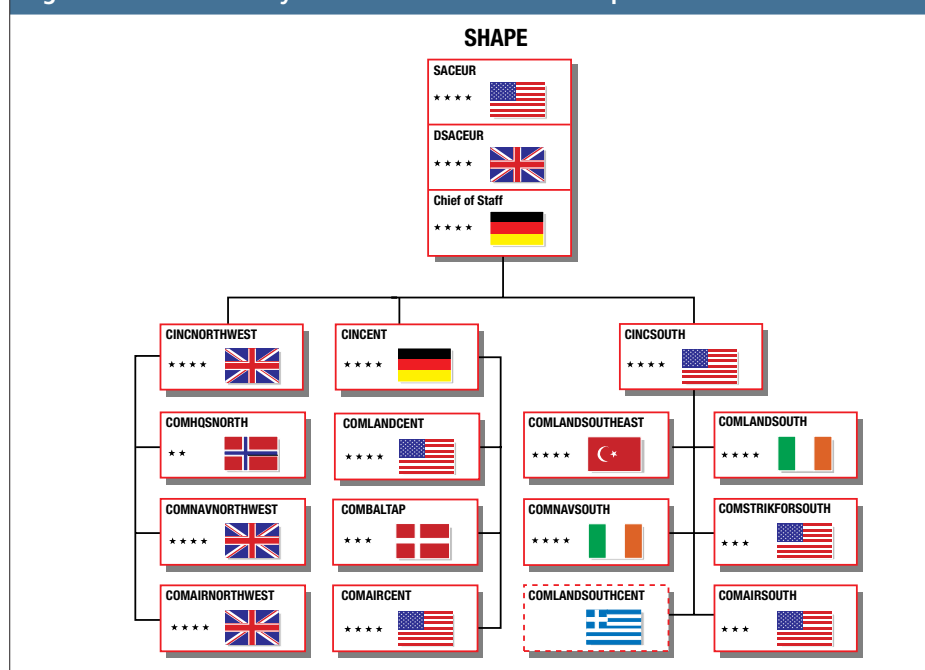 SHAPE
SACEUR
★ ★ ★ ★
DSACEUR
★ ★ ★ ★
Chief of Staff
★ ★ ★ ★
CINCNORTHWEST
★ ★ ★ ★
CINCENT
★ ★ ★ ★
CINCSOUTH
★ ★ ★ ★
COMHQSNORTH
★ ★
COMLANDCENT
★ ★ ★ ★
COMLANDSOUTHEAST
★ ★ ★ ★
COMLANDSOUTH
★ ★ ★ ★
COMNAVNORTHWEST
★ ★ ★ ★
COMBALTAP
★ ★ ★
COMNAVSOUTH
★ ★ ★ ★
COMSTRIKFORSOUTH
★ ★ ★
COMAIRNORTHWEST
★ ★ ★ ★
COMAIRCENT
★ ★ ★ ★
COMLANDSOUTHCENT
COMAIRSOUTH
★ ★ ★